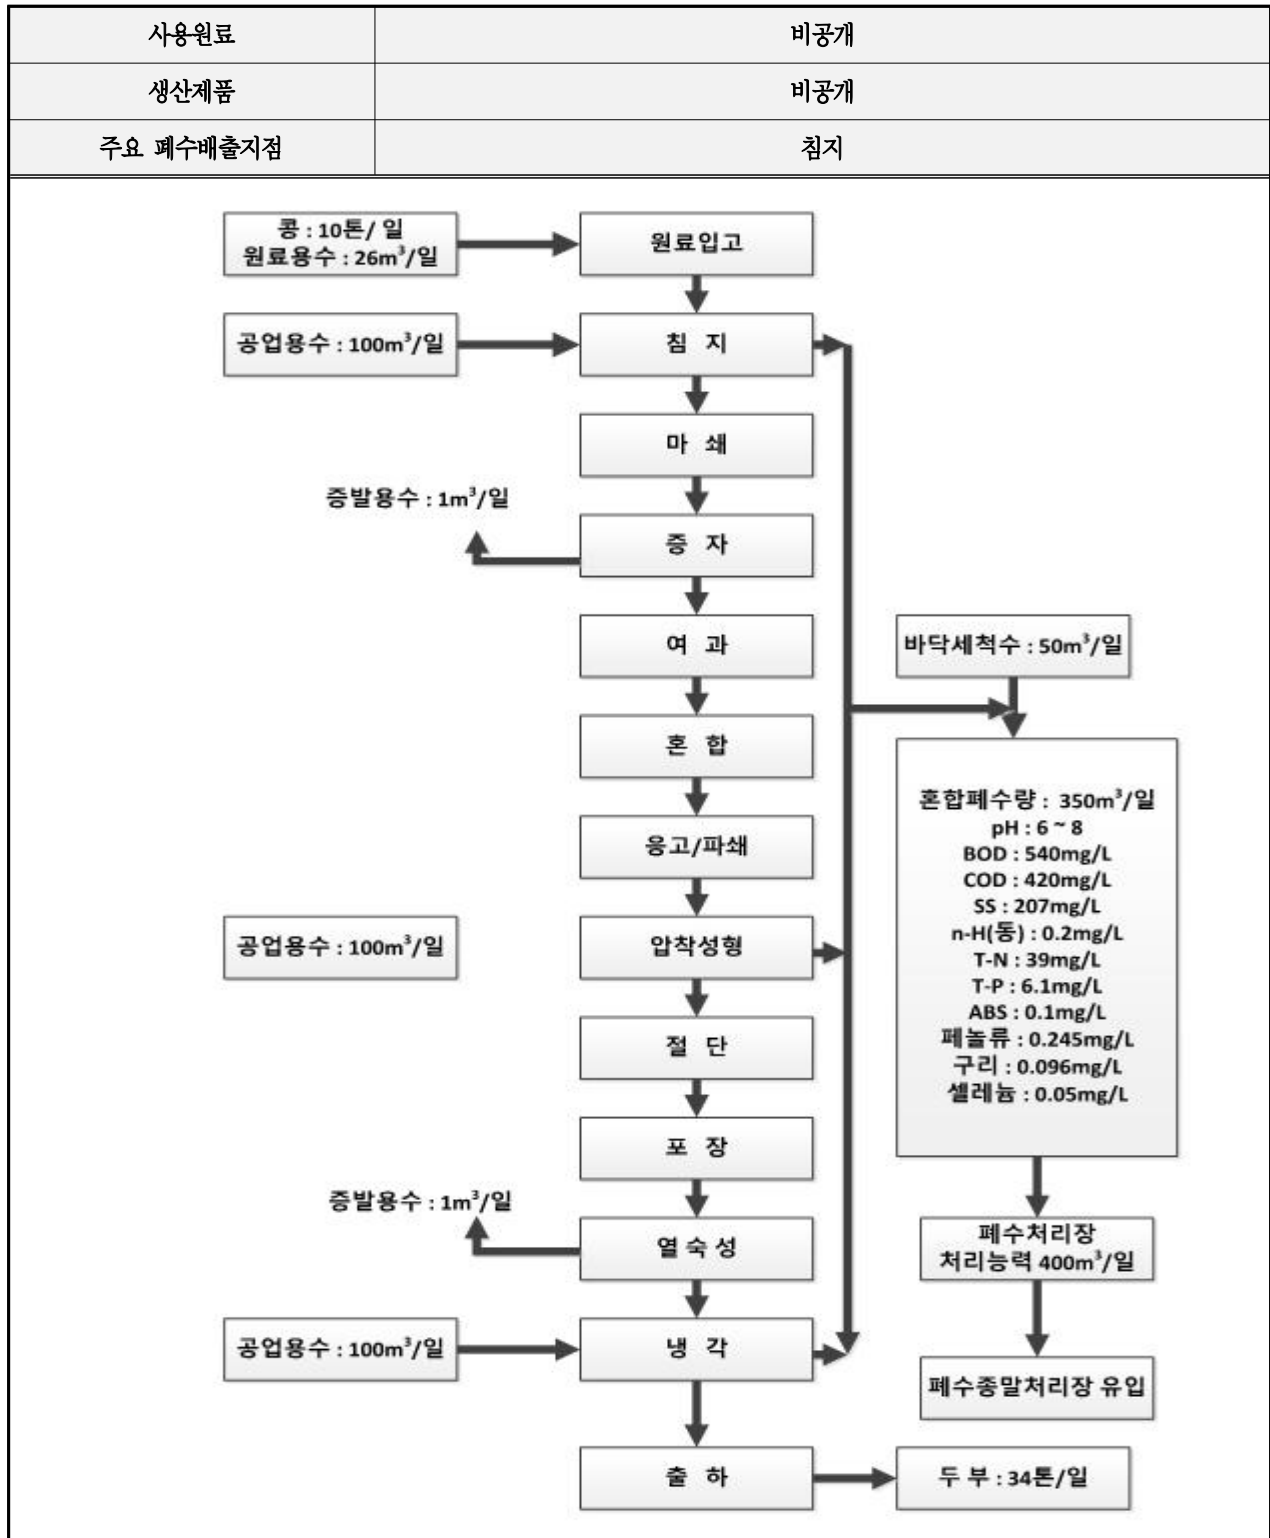 사용원료 비공개
생산제품 비공개
주요 폐수배출지점 침지
콩 : 10톤/ 일
원료용수 : 26m³/일
원료입고
공업용수 : 100m³/일
침 지
마 쇄
증발용수 : 1m³/일
증 자
여 과
바닥세척수 : 50m³/일
혼 합
혼합폐수량 : 350m³/일
pH : 6 ~ 8
BOD : 540mg/L
COD : 420mg/L
SS : 207mg/L
n-H(동) : 0.2mg/L
T-N : 39mg/L
T-P : 6.1mg/L
ABS : 0.1mg/L
페놀류 : 0.245mg/L
구리 : 0.096mg/L
셀레늄 : 0.05mg/L
응고/파쇄
공업용수 : 100m³/일
압착성형
절 단
포 장
증발용수 : 1m³/일
열 숙 성
폐수처리장
처리능력 400m³/일
공업용수 : 100m³/일
냉 각
폐수종말처리장 유입
출 하
두 부 : 34톤/일